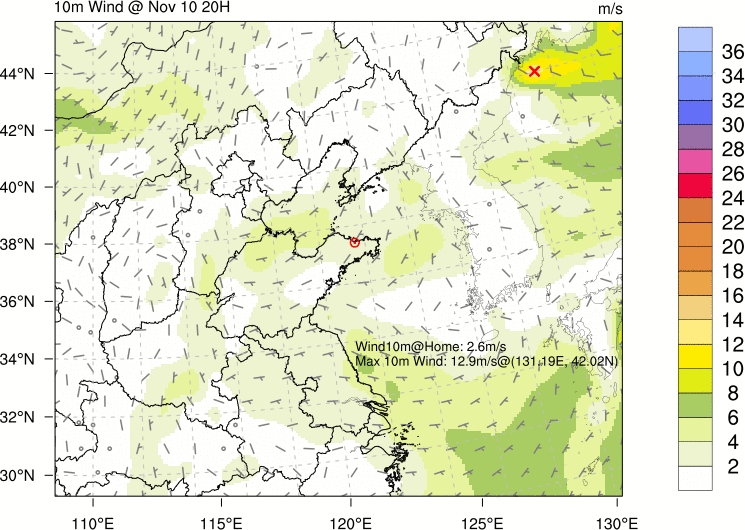 10m Wind @ Nov 10 20H
m/s
44°N
42°N
40°N
38°N
36°N
34°N
32°N
30°N
110°E
115°E
120°E
125°E
130°E
Wind10m@Home: 2.6m/s
Max 10m Wind: 12.9m/s@(131.19E, 42.02N)
36
34
32
30
28
26
24
22
20
18
16
14
12
10
8
6
4
2